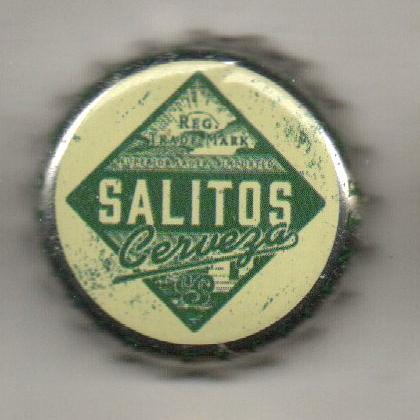 REG.
TRADE MARK
SALITOS
Cerveza
S